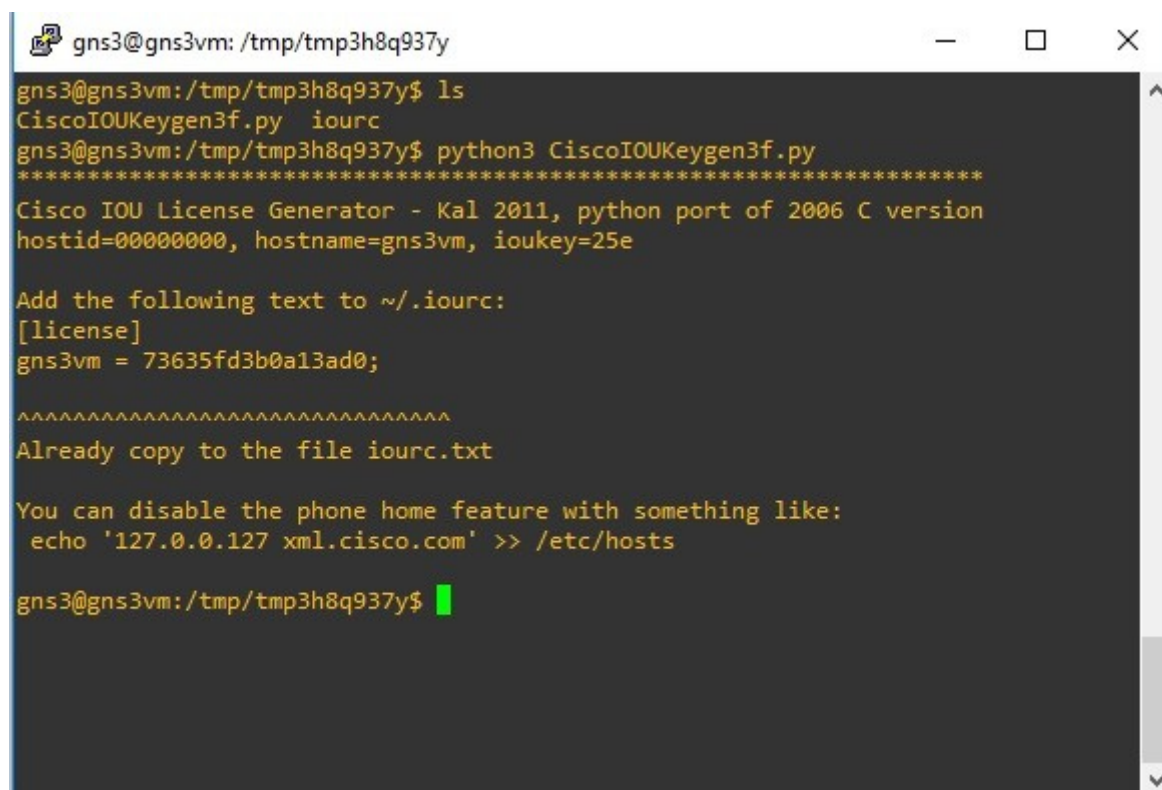 gns3@gns3vm: /tmp/tmp3h8q937y
gns3@gns3vm:/tmp/tmp3h8q937y$ ls
CiscoIOUKeygen3f.py  iourc
gns3@gns3vm:/tmp/tmp3h8q937y$ python3 CiscoIOUKeygen3f.py
*********************************************************************
Cisco IOU License Generator - Kal 2011, python port of 2006 C version
hostid=00000000, hostname=gns3vm, ioukey=25e
Add the following text to ~/.iourc:
[license]
gns3vm = 73635fd3b0a13ad0;
^^^^^^^^^^^^^^^^^^^^^^^^^^^^^^^
Already copy to the file iourc.txt
You can disable the phone home feature with something like:
 echo '127.0.0.127 xml.cisco.com' >> /etc/hosts
gns3@gns3vm:/tmp/tmp3h8q937y$